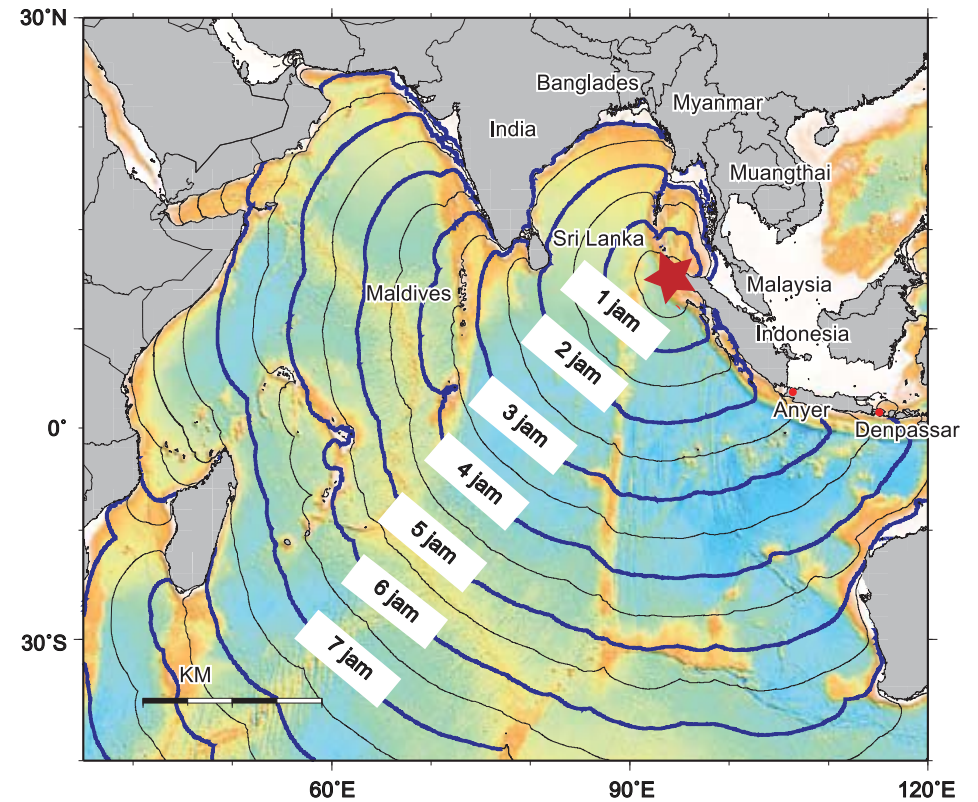 30°N
Banglades
Myanmar
India
Muangthai
Sri Lanka
Maldives
Malaysia
1 jam
Indonesia
2 jam
Anyer
3 jam
0°
Denpassar
4 jam
5 jam
6 jam
30°S
7 jam
KM
60°E
90°E
120°E